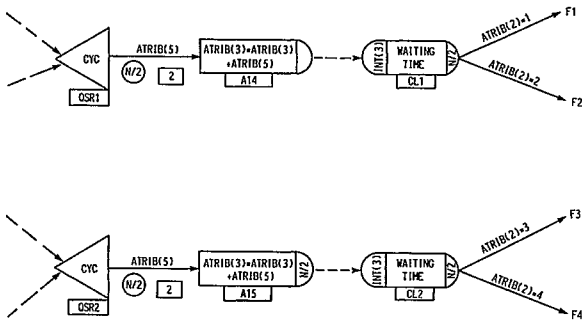 F1
ATRIB(2)=1
CYC
ATRIB(5)
ATRIB(3)=ATRIB(3)
+ATRIB(5)
INT(3)
WAITING
TIME
N/2
N/2
2
A14
CL1
OSR1
ATRIB(2)=2
F2
F3
ATRIB(2)=3
CYC
ATRIB(5)
ATRIB(3)=ATRIB(3)
+ATRIB(5)
N/2
INT(3)
WAITING
TIME
N/2
N/2
2
A15
CL2
OSR2
ATRIB(2)=4
F4